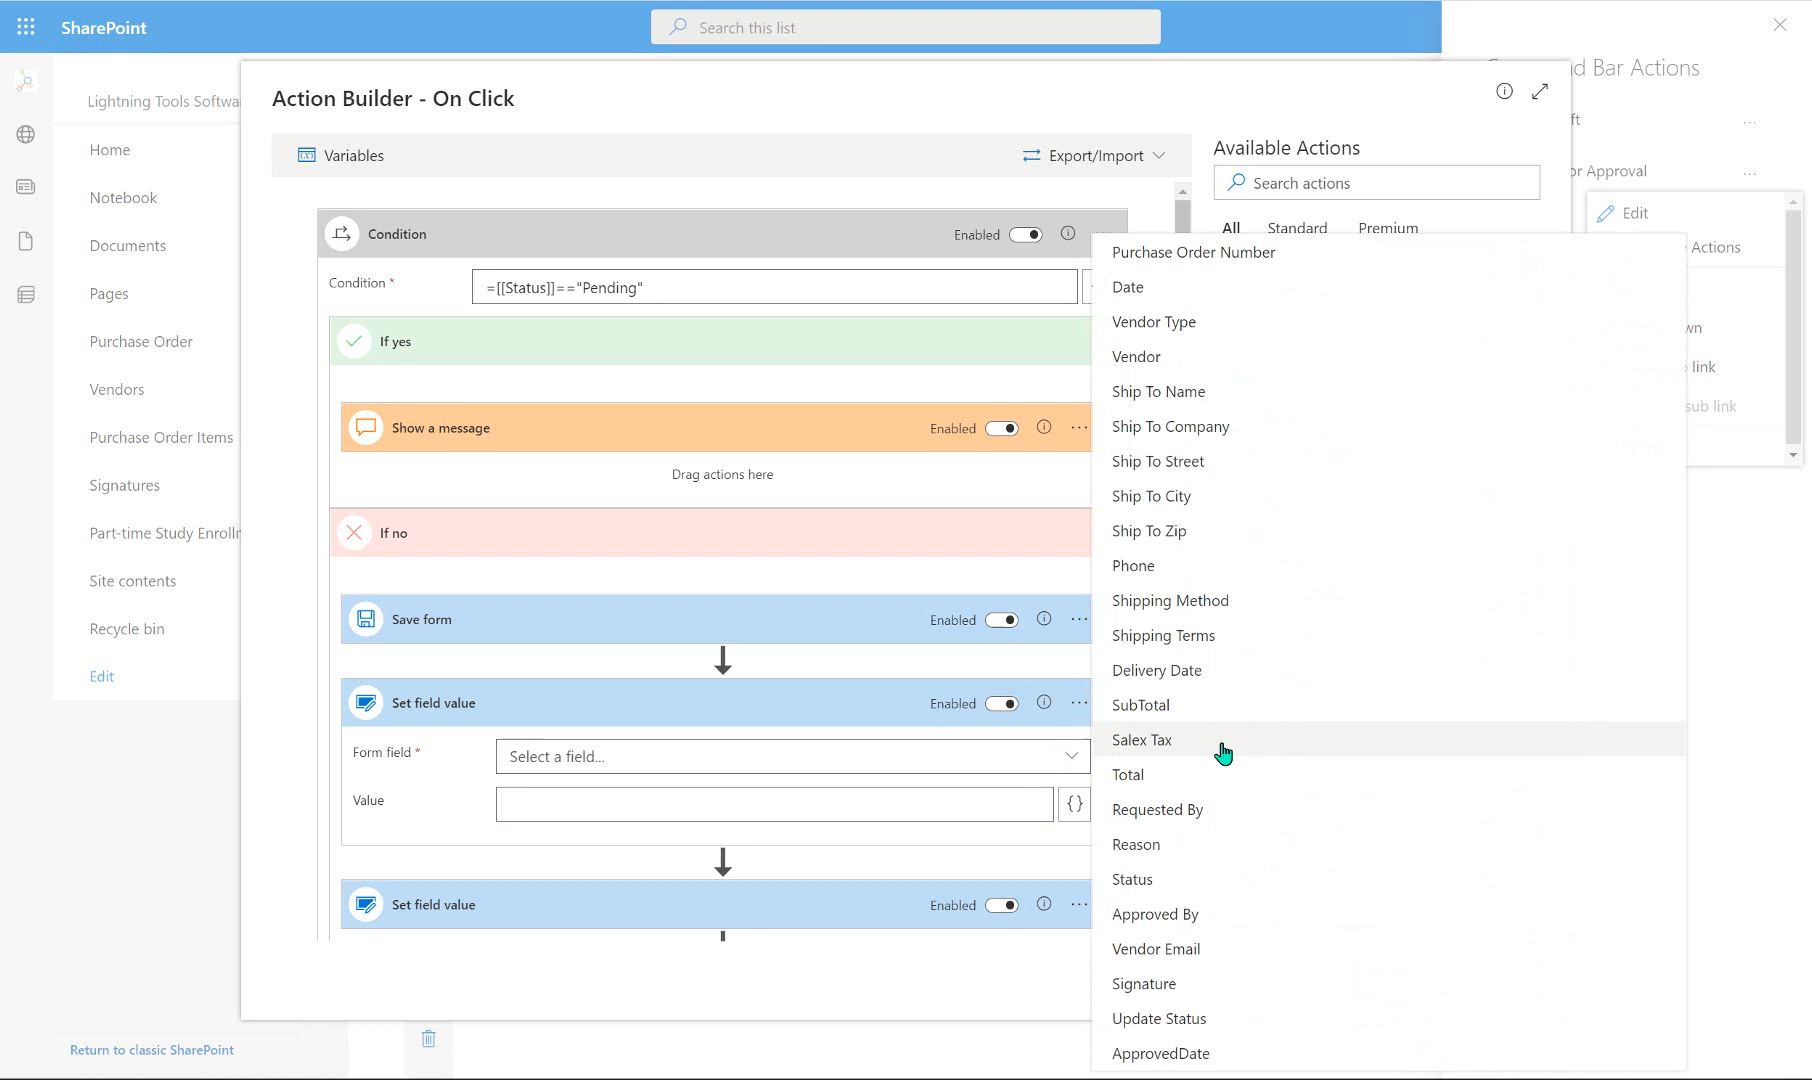 SharePoint
Search this list
d Bar Actions
Lightning Tools Softwa
Action Builder - On Click
ft
Home
Variables
Export/Import
Available Actions
Search actions
or Approval
Notebook
All
Standard
Premium
Edit
Actions
Documents
Condition
Enabled
Condition *
=[[Status]]=="Pending"
Pages
If yes
Purchase Order
Vendors
Show a message
Enabled
Purchase Order Items
Drag actions here
Signatures
If no
Part-time Study Enrolln
Site contents
Save form
Enabled
Recycle bin
Edit
Set field value
Enabled
Form field *
Select a field...
Value
{}
Set field value
Enabled
Purchase Order Number
Date
Vendor Type
Vendor
Ship To Name
Ship To Company
Ship To Street
Ship To City
Ship To Zip
Phone
Shipping Method
Shipping Terms
Delivery Date
SubTotal
Salex Tax
Total
Requested By
Reason
Status
Approved By
Vendor Email
Signature
Update Status
ApprovedDate
wn
link
sub link
Return to classic SharePoint